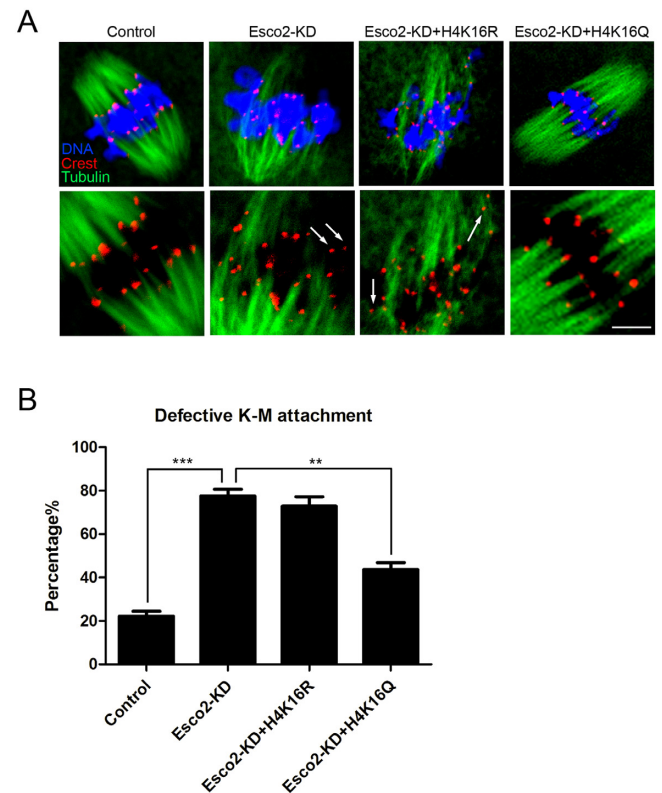 A
Control
Esco2-KD
Esco2-KD+H4K16R
Esco2-KD+H4K16Q
DNA
Crest
Tubulin
B
Defective K-M attachment
***
**
Percentage%
100
80
60
40
20
0
Control
Esco2-KD
Esco2-KD+H4K16R
Esco2-KD+H4K16Q